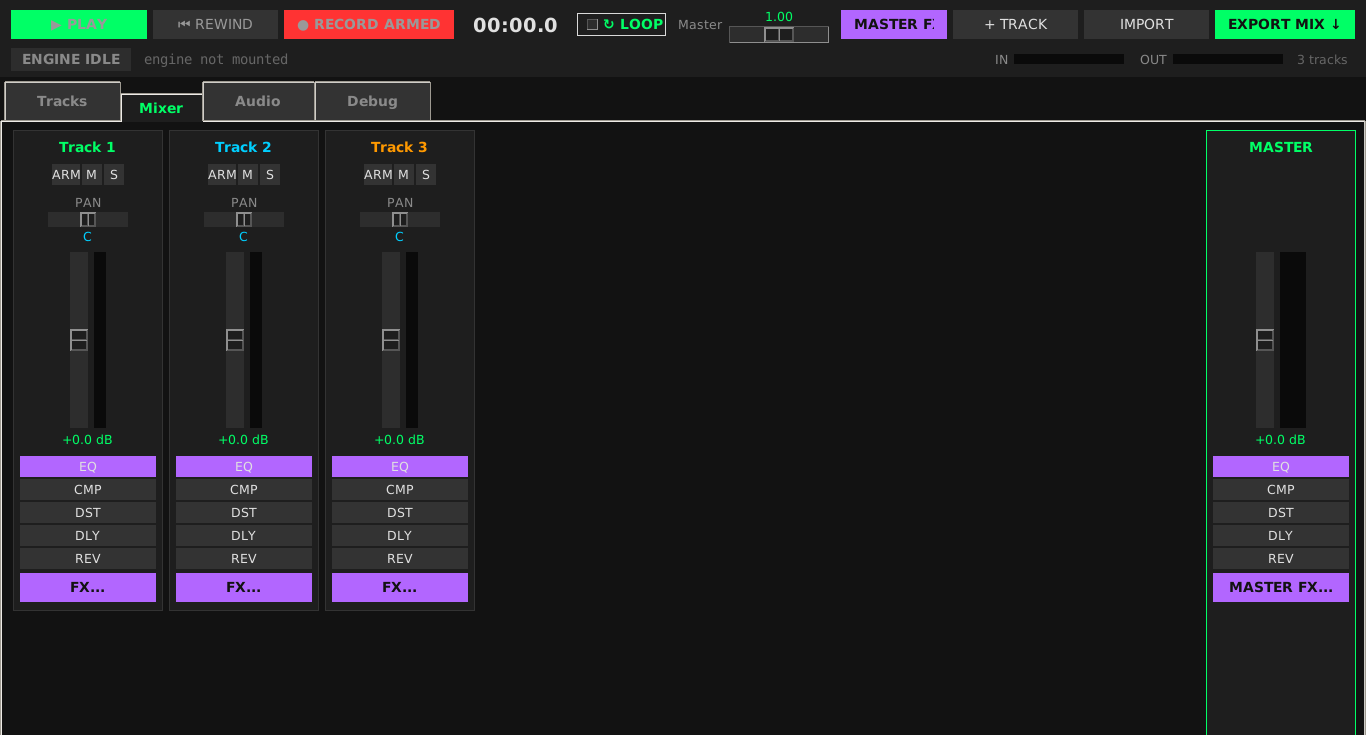 ▶ PLAY ⏮ REWIND ● RECORD ARMED 00:00.0 ↻ LOOP Master 1.00 MASTER F + TRACK IMPORT EXPORT MIX ↓
ENGINE IDLE engine not mounted IN OUT 3 tracks
Tracks Mixer Audio Debug
Track 1 Track 2 Track 3 MASTER
ARM M S ARM M S ARM M S
PAN PAN PAN
C C C
+0.0 dB +0.0 dB +0.0 dB +0.0 dB
EQ EQ EQ EQ
CMP CMP CMP CMP
DST DST DST DST
DLY DLY DLY DLY
REV REV REV REV
FX... FX... FX... MASTER FX...